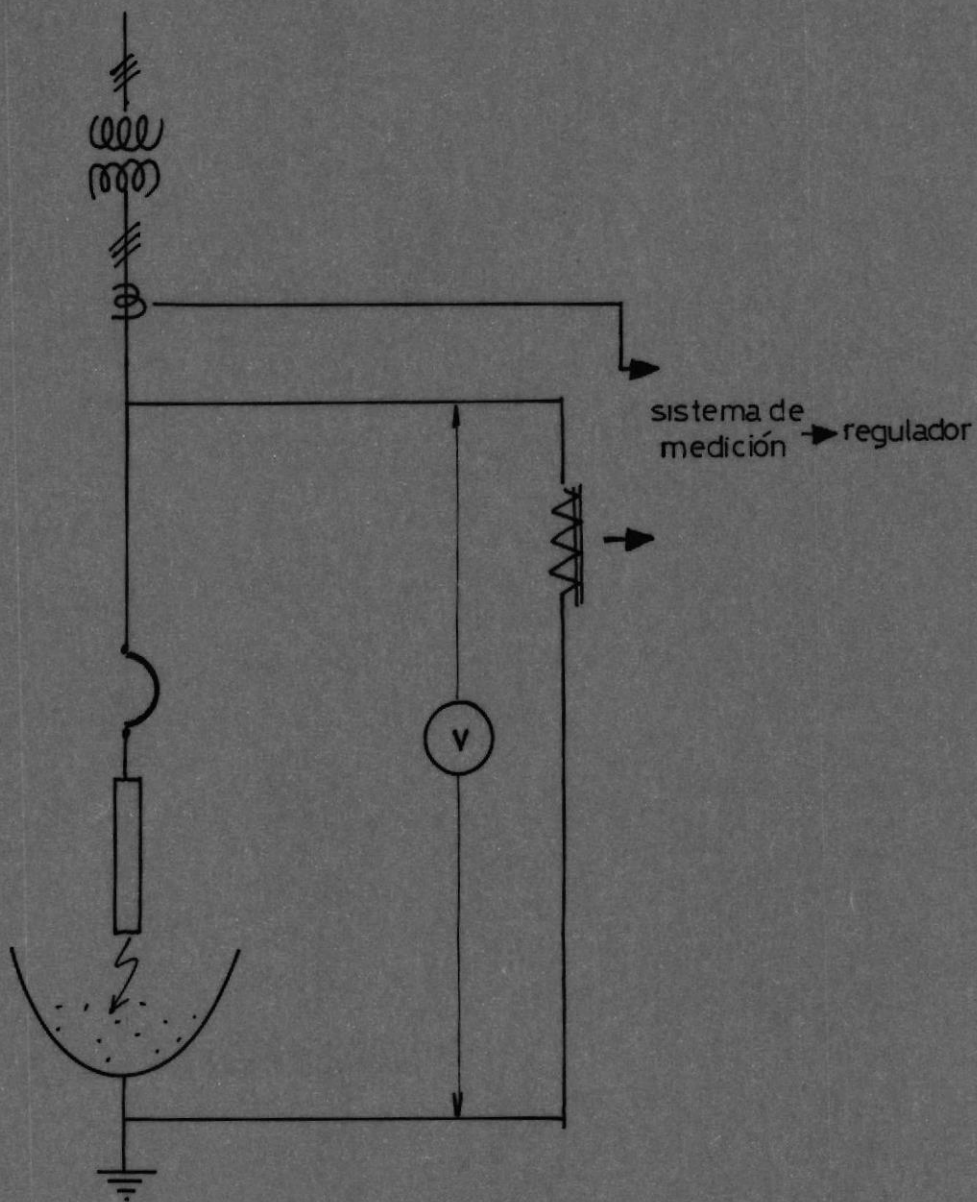 sistema de
medición → regulador
V